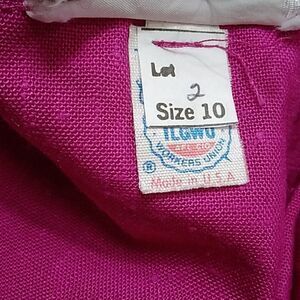 Lot
2
Size 10
ILGWU
WORKERS UNION
®
Made in U.S.A.